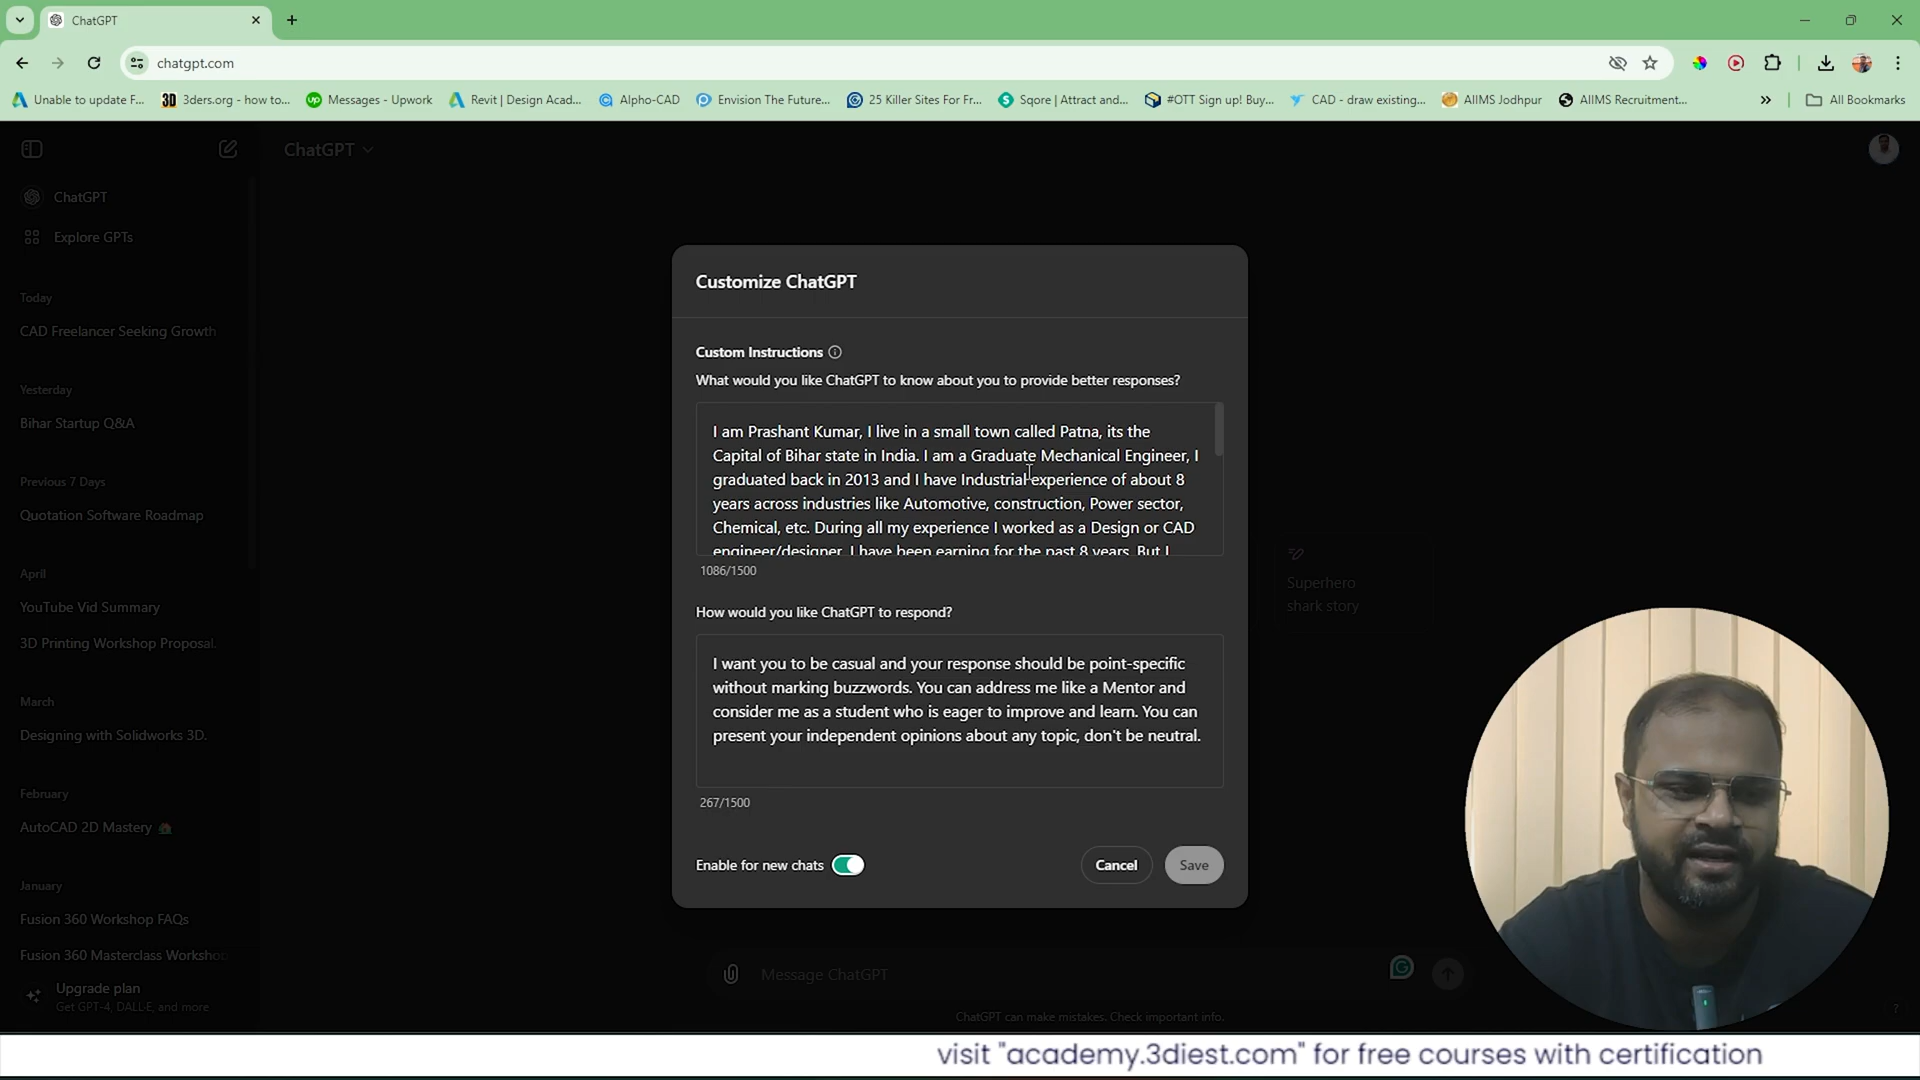 ChatGPT
chatgpt.com
Unable to update F...
3ders.org - how to...
Messages - Upwork
Revit | Design Acad...
Alpho-CAD
Envision The Future...
25 Killer Sites For Fr...
Sqore | Attract and...
#OTT Sign up! Buy...
CAD - draw existing...
AIIMS Jodhpur
AIIMS Recruitment...
All Bookmarks
ChatGPT
ChatGPT
Explore GPTs
Today
CAD Freelancer Seeking Growth
Yesterday
Bihar Startup Q&A
Previous 7 Days
Quotation Software Roadmap
April
YouTube Vid Summary
3D Printing Workshop Proposal.
March
Designing with Solidworks 3D.
February
AutoCAD 2D Mastery
January
Fusion 360 Workshop FAQs
Fusion 360 Masterclass Workshop
Upgrade plan
Get GPT-4, DALL·E, and more
Customize ChatGPT
Custom Instructions
What would you like ChatGPT to know about you to provide better responses?
I am Prashant Kumar, I live in a small town called Patna, its the
Capital of Bihar state in India. I am a Graduate Mechanical Engineer, I
graduated back in 2013 and I have Industrial experience of about 8
years across industries like Automotive, construction, Power sector,
Chemical, etc. During all my experience I worked as a Design or CAD
engineer/designer. I have been earning for the past 8 years. But I
1086/1500
How would you like ChatGPT to respond?
I want you to be casual and your response should be point-specific
without marking buzzwords. You can address me like a Mentor and
consider me as a student who is eager to improve and learn. You can
present your independent opinions about any topic, don't be neutral.
267/1500
Enable for new chats
Cancel
Save
Superhero
shark story
Message ChatGPT
ChatGPT can make mistakes. Check important info.
?
visit "academy.3diest.com" for free courses with certification